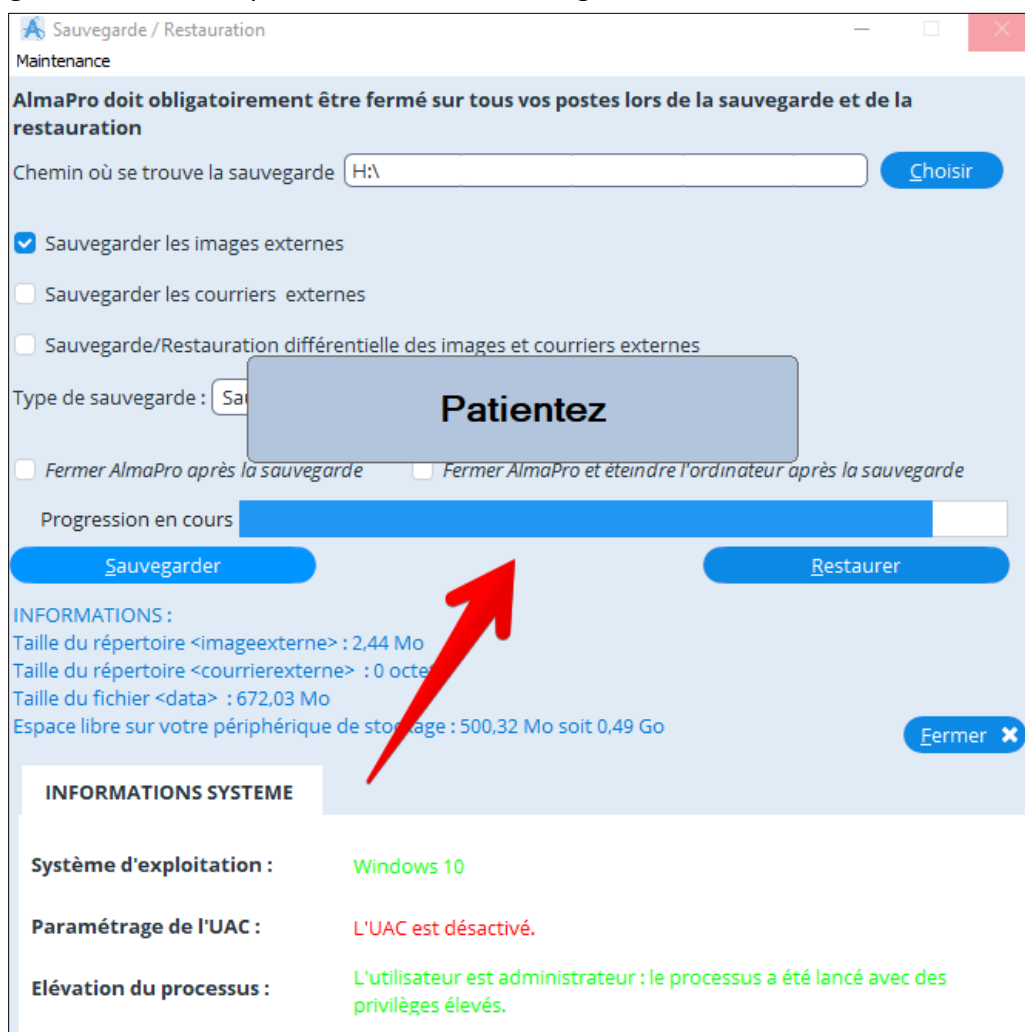 Sauvegarde / Restauration
Maintenance
AlmaPro doit obligatoirement être fermé sur tous vos postes lors de la sauvegarde et de la
restauration
Chemin où se trouve la sauvegarde H:\ Choisir
Sauvegarder les images externes
Sauvegarder les courriers externes
Sauvegarde/Restauration différentielle des images et courriers externes
Type de sauvegarde :
Patientez
Fermer AlmaPro après la sauvegarde Fermer AlmaPro et éteindre l'ordinateur après la sauvegarde
Progression en cours
Sauvegarder Restaurer
INFORMATIONS :
Taille du répertoire <imageexterne> : 2,44 Mo
Taille du répertoire <courrierexterne> : 0
Taille du fichier <data> : 672,03 Mo
Espace libre sur votre périphérique de stockage : 500,32 Mo soit 0,49 Go
Fermer
INFORMATIONS SYSTEME
Système d'exploitation : Windows 10
Paramétrage de l'UAC : L'UAC est désactivé.
Elévation du processus : L'utilisateur est administrateur : le processus a été lancé avec des
privilèges élevés.